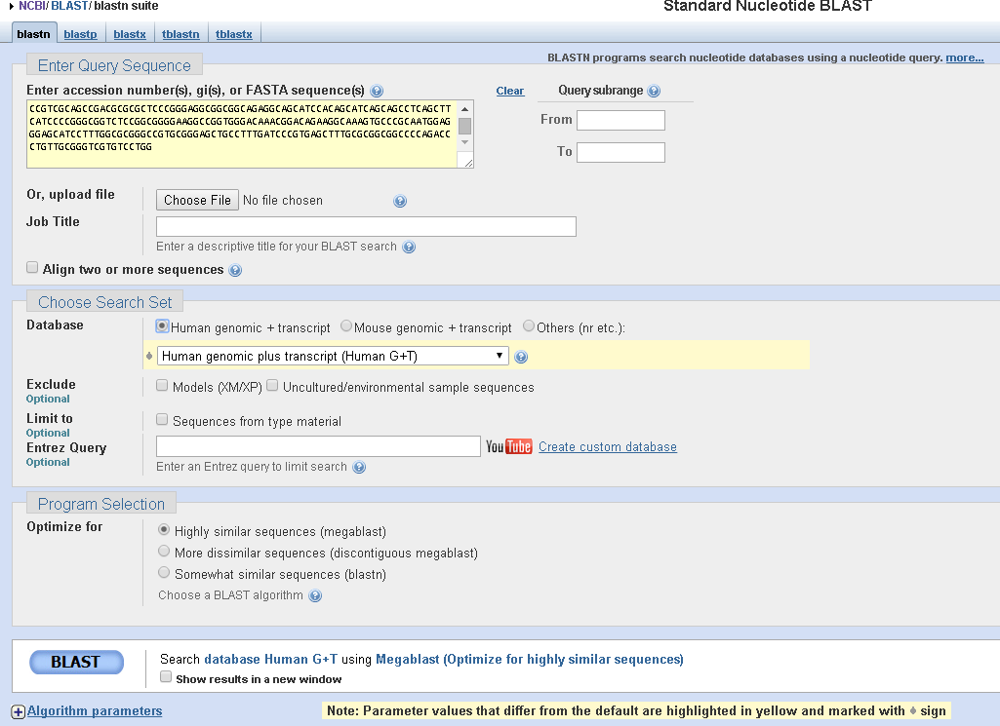 NCBI/ BLAST/ blastn suite
Standard Nucleotide BLAST
blastn blastp blastx tblastn tblastx
BLASTN programs search nucleotide databases using a nucleotide query. more...
Enter Query Sequence
Enter accession number(s), gi(s), or FASTA sequence(s)
Clear
Query subrange
CCGTCGCAGCCGACGCGCGCTCCCGGGAGGCGGCGGCAGAGGCAGCATCCACAGCATCAGCAGCCTCAGCTT
CATCCCCGGGCGGTCTCCGGCGGGGAAGGCCGGTGGGACAAACGGACAGAAGGCAAAGTGCCCGCAATGGAG
GGAGCATCCTTTGGCGCGGGCCGTGCGGGAGCTGCCTTTGATCCCGTGAGCTTTGCGCGGCGGCCCCAGACC
CTGTTGCGGGTCGTGTCCTGG
From
To
Or, upload file
Choose File No file chosen
Job Title
Enter a descriptive title for your BLAST search
Align two or more sequences
Choose Search Set
Database
Human genomic + transcript Mouse genomic + transcript Others (nr etc.):
Human genomic plus transcript (Human G+T)
Exclude
Optional
Models (XM/XP) Uncultured/environmental sample sequences
Limit to
Optional
Sequences from type material
Entrez Query
Optional
YouTube Create custom database
Enter an Entrez query to limit search
Program Selection
Optimize for
Highly similar sequences (megablast)
More dissimilar sequences (discontiguous megablast)
Somewhat similar sequences (blastn)
Choose a BLAST algorithm
BLAST
Search database Human G+T using Megablast (Optimize for highly similar sequences)
Show results in a new window
Algorithm parameters
Note: Parameter values that differ from the default are highlighted in yellow and marked with ♦ sign